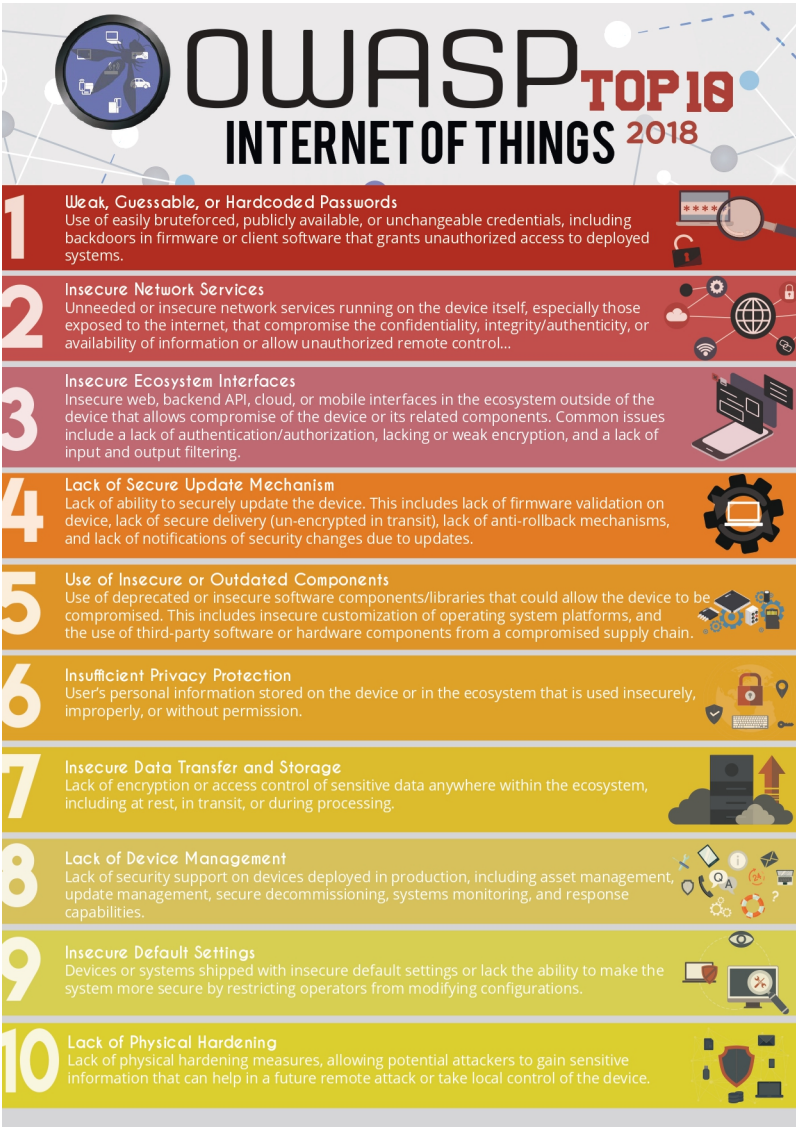 OWASP TOP 10
INTERNET OF THINGS 2018
1
Weak, Guessable, or Hardcoded Passwords
Use of easily bruteforced, publicly available, or unchangeable credentials, including
backdoors in firmware or client software that grants unauthorized access to deployed
systems.
2
Insecure Network Services
Unneeded or insecure network services running on the device itself, especially those
exposed to the internet, that compromise the confidentiality, integrity/authenticity, or
availability of information or allow unauthorized remote control...
3
Insecure Ecosystem Interfaces
Insecure web, backend API, cloud, or mobile interfaces in the ecosystem outside of the
device that allows compromise of the device or its related components. Common issues
include a lack of authentication/authorization, lacking or weak encryption, and a lack of
input and output filtering.
4
Lack of Secure Update Mechanism
Lack of ability to securely update the device. This includes lack of firmware validation on
device, lack of secure delivery (un-encrypted in transit), lack of anti-rollback mechanisms,
and lack of notifications of security changes due to updates.
5
Use of Insecure or Outdated Components
Use of deprecated or insecure software components/libraries that could allow the device to be
compromised. This includes insecure customization of operating system platforms, and
the use of third-party software or hardware components from a compromised supply chain.
6
Insufficient Privacy Protection
User's personal information stored on the device or in the ecosystem that is used insecurely,
improperly, or without permission.
7
Insecure Data Transfer and Storage
Lack of encryption or access control of sensitive data anywhere within the ecosystem,
including at rest, in transit, or during processing.
8
Lack of Device Management
Lack of security support on devices deployed in production, including asset management,
update management, secure decommissioning, systems monitoring, and response
capabilities.
Q A
?
9
Insecure Default Settings
Devices or systems shipped with insecure default settings or lack the ability to make the
system more secure by restricting operators from modifying configurations.
10
Lack of Physical Hardening
Lack of physical hardening measures, allowing potential attackers to gain sensitive
information that can help in a future remote attack or take local control of the device.